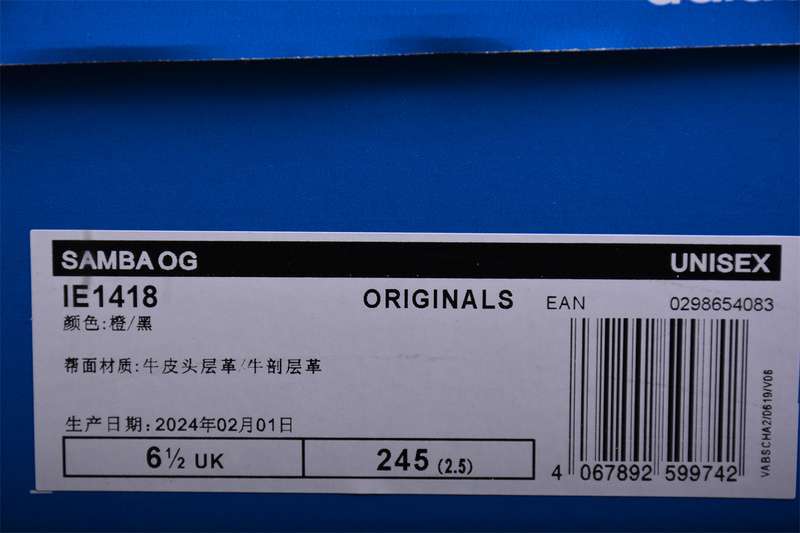 SAMBA OG UNISEX
IE1418 ORIGINALS EAN 0298654083
颜色:橙/黑
帮面材质:牛皮头层革/牛剖层革
生产日期:2024年02月01日
6½ UK 245 (2.5)
4 067892 599742
VABSCHA2/0619/V06